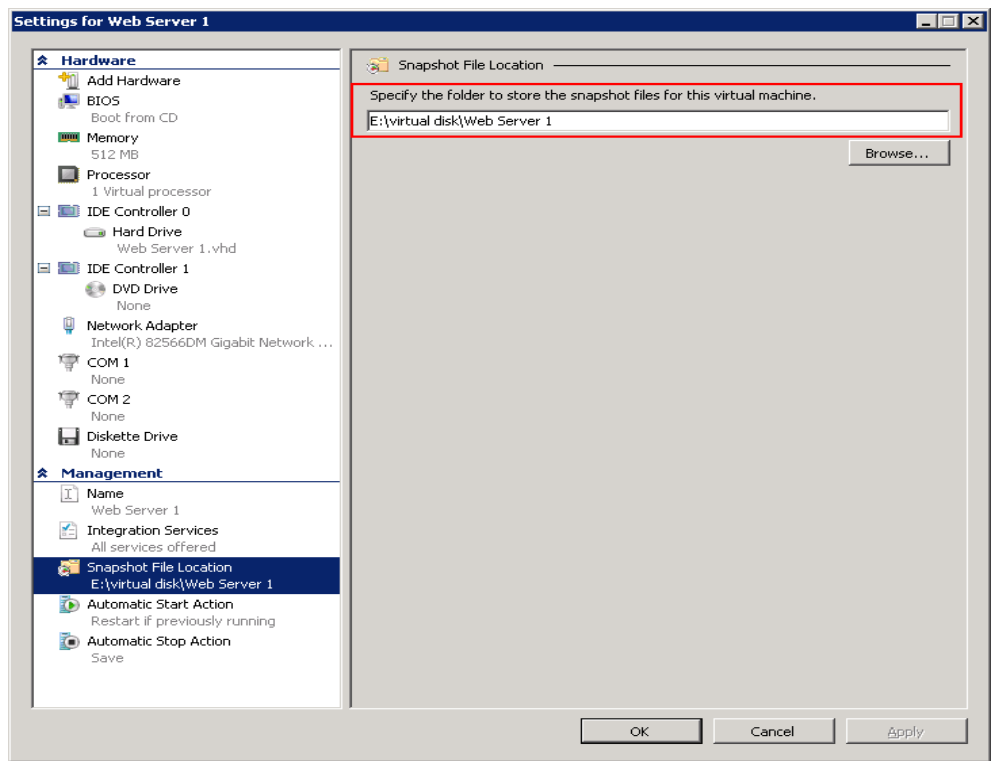 Settings for Web Server 1
Hardware
Add Hardware
BIOS
Boot from CD
Memory
512 MB
Processor
1 Virtual processor
IDE Controller 0
Hard Drive
Web Server 1.vhd
IDE Controller 1
DVD Drive
None
Network Adapter
Intel(R) 82566DM Gigabit Network ...
COM 1
None
COM 2
None
Diskette Drive
None
Management
Name
Web Server 1
Integration Services
All services offered
Snapshot File Location
E:\virtual disk\Web Server 1
Automatic Start Action
Restart if previously running
Automatic Stop Action
Save
Snapshot File Location
Specify the folder to store the snapshot files for this virtual machine.
E:\virtual disk\Web Server 1
Browse...
OK
Cancel
Apply